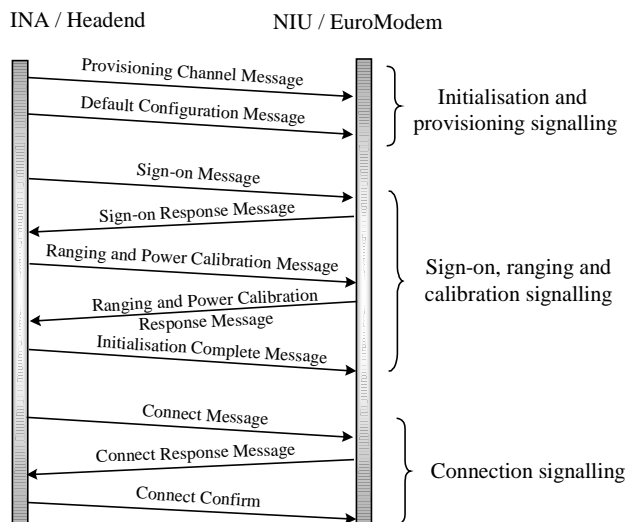 INA / Headend
NIU / EuroModem
Provisioning Channel Message
Default Configuration Message
Initialisation and
provisioning signalling
Sign-on Message
Sign-on Response Message
Ranging and Power Calibration Message
Ranging and Power Calibration
Response Message
Initialisation Complete Message
Sign-on, ranging and
calibration signalling
Connect Message
Connect Response Message
Connect Confirm
Connection signalling